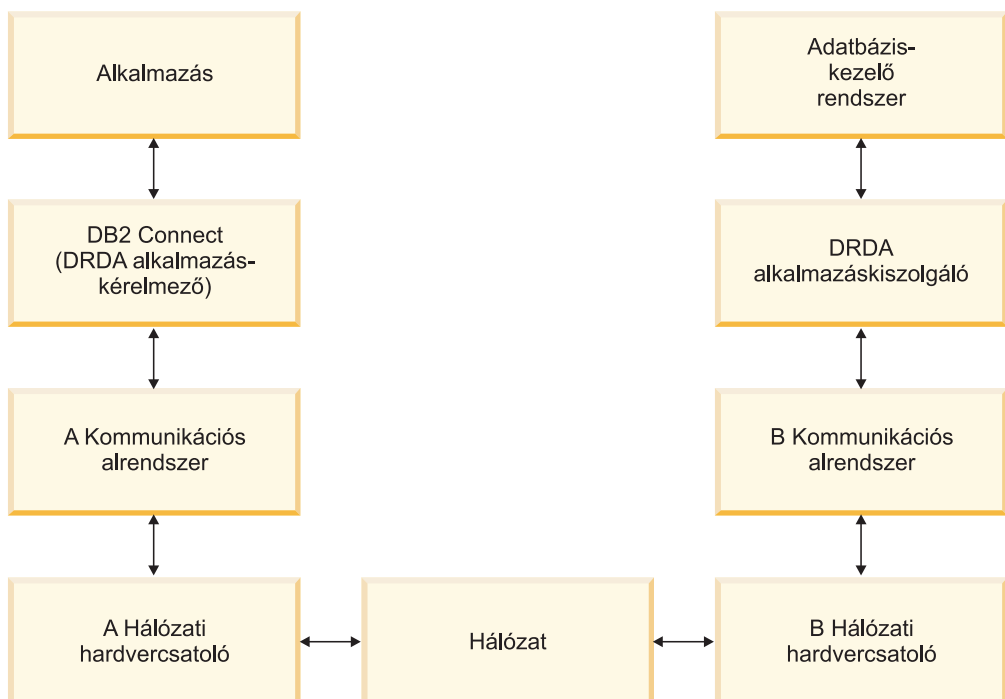 Alkalmazás
DB2 Connect
(DRDA alkalmazás-
kérelmező)
A Kommunikációs
alrendszer
A Hálózati
hardvercsatoló
Hálózat
Adatbázis-
kezelő
rendszer
DRDA
alkalmazáskiszolgáló
B Kommunikációs
alrendszer
B Hálózati
hardvercsatoló